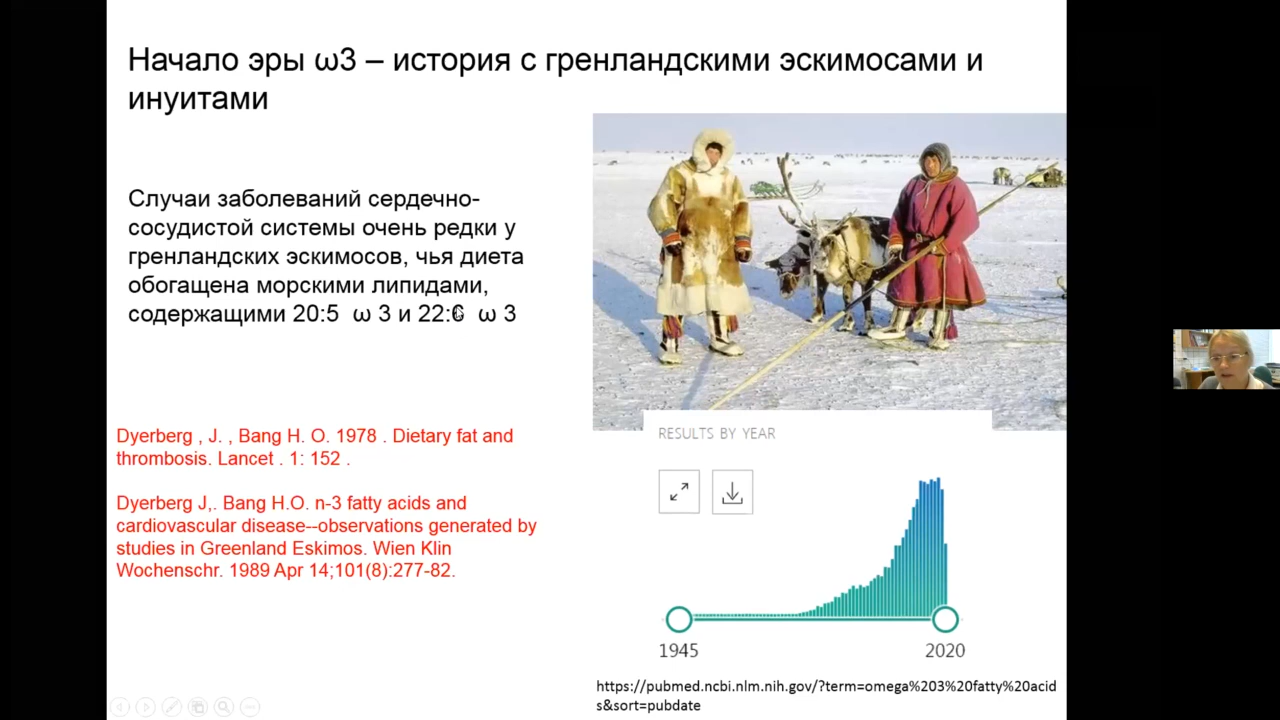 Начало эры ω3 – история с гренландскими эскимосами и
инуитами
Случаи заболеваний сердечно-
сосудистой системы очень редки у
гренландских эскимосов, чья диета
обогащена морскими липидами,
содержащими 20:5 ω 3 и 22:6 ω 3
Dyerberg , J. , Bang H. O. 1978 . Dietary fat and
thrombosis. Lancet . 1: 152 .
Dyerberg J,. Bang H.O. n-3 fatty acids and
cardiovascular disease--observations generated by
studies in Greenland Eskimos. Wien Klin
Wochenschr. 1989 Apr 14;101(8):277-82.
RESULTS BY YEAR
1945 2020
https://pubmed.ncbi.nlm.nih.gov/?term=omega%203%20fatty%20acid
s&sort=pubdate